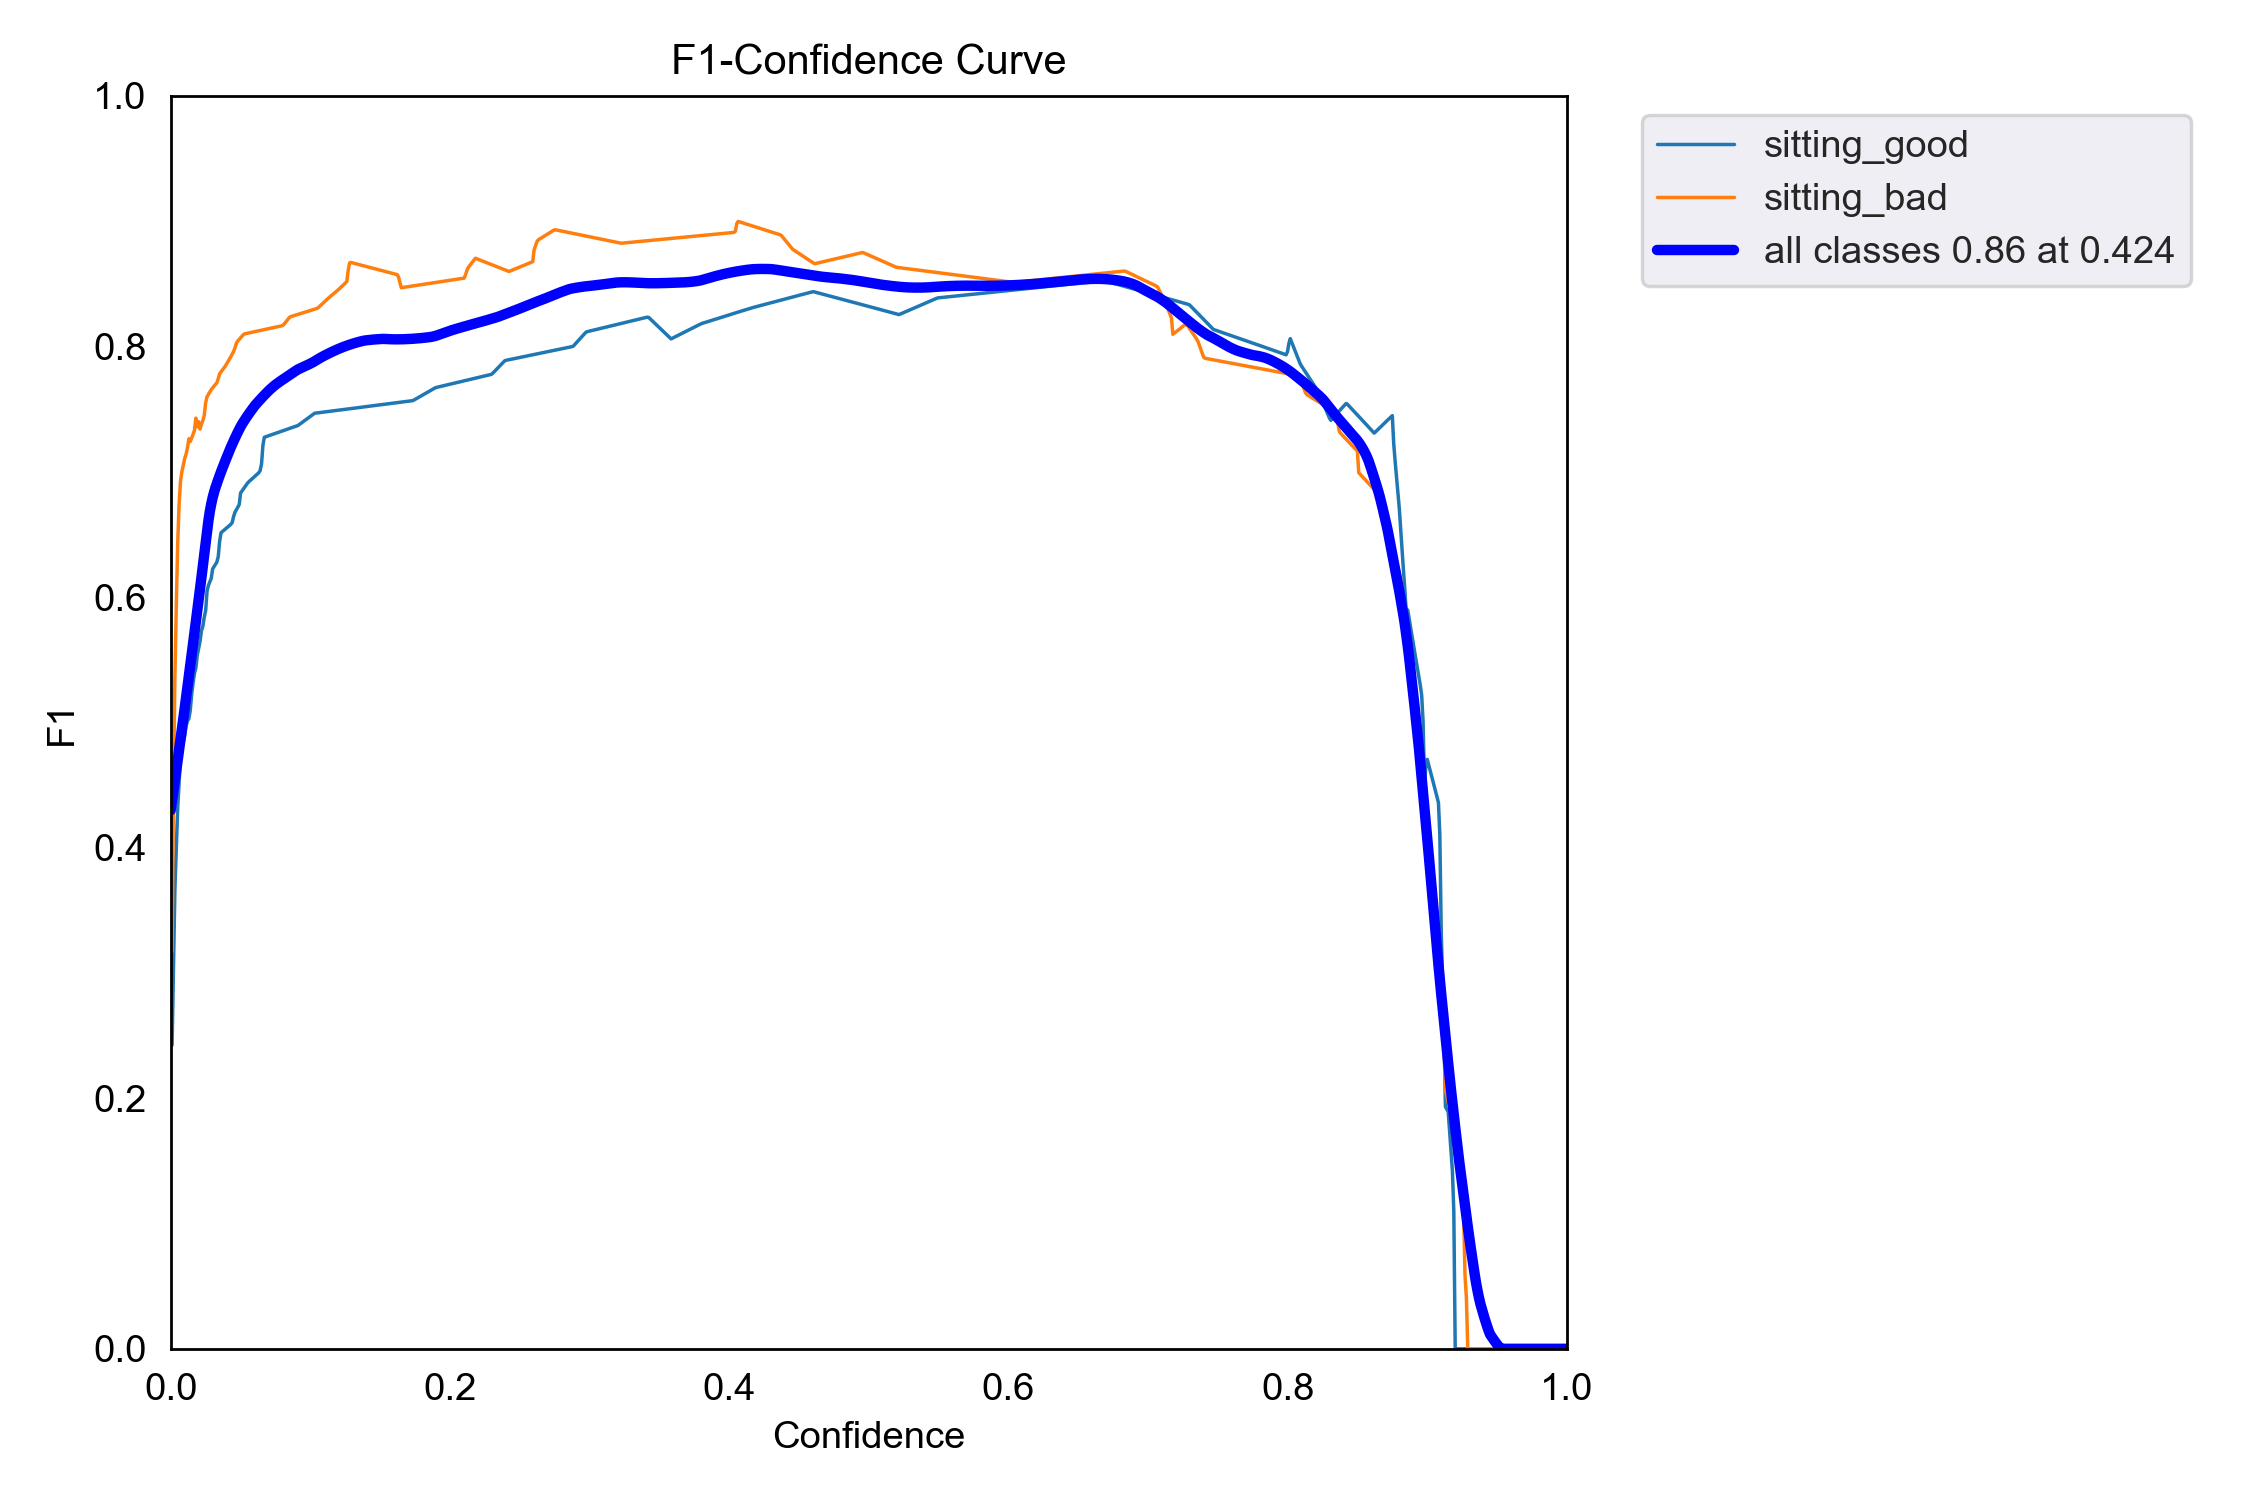 F1-Confidence Curve
1.0
0.8
0.6
0.4
0.2
0.0
F1
0.0 0.2 0.4 0.6 0.8 1.0
Confidence
sitting_good
sitting_bad
all classes 0.86 at 0.424